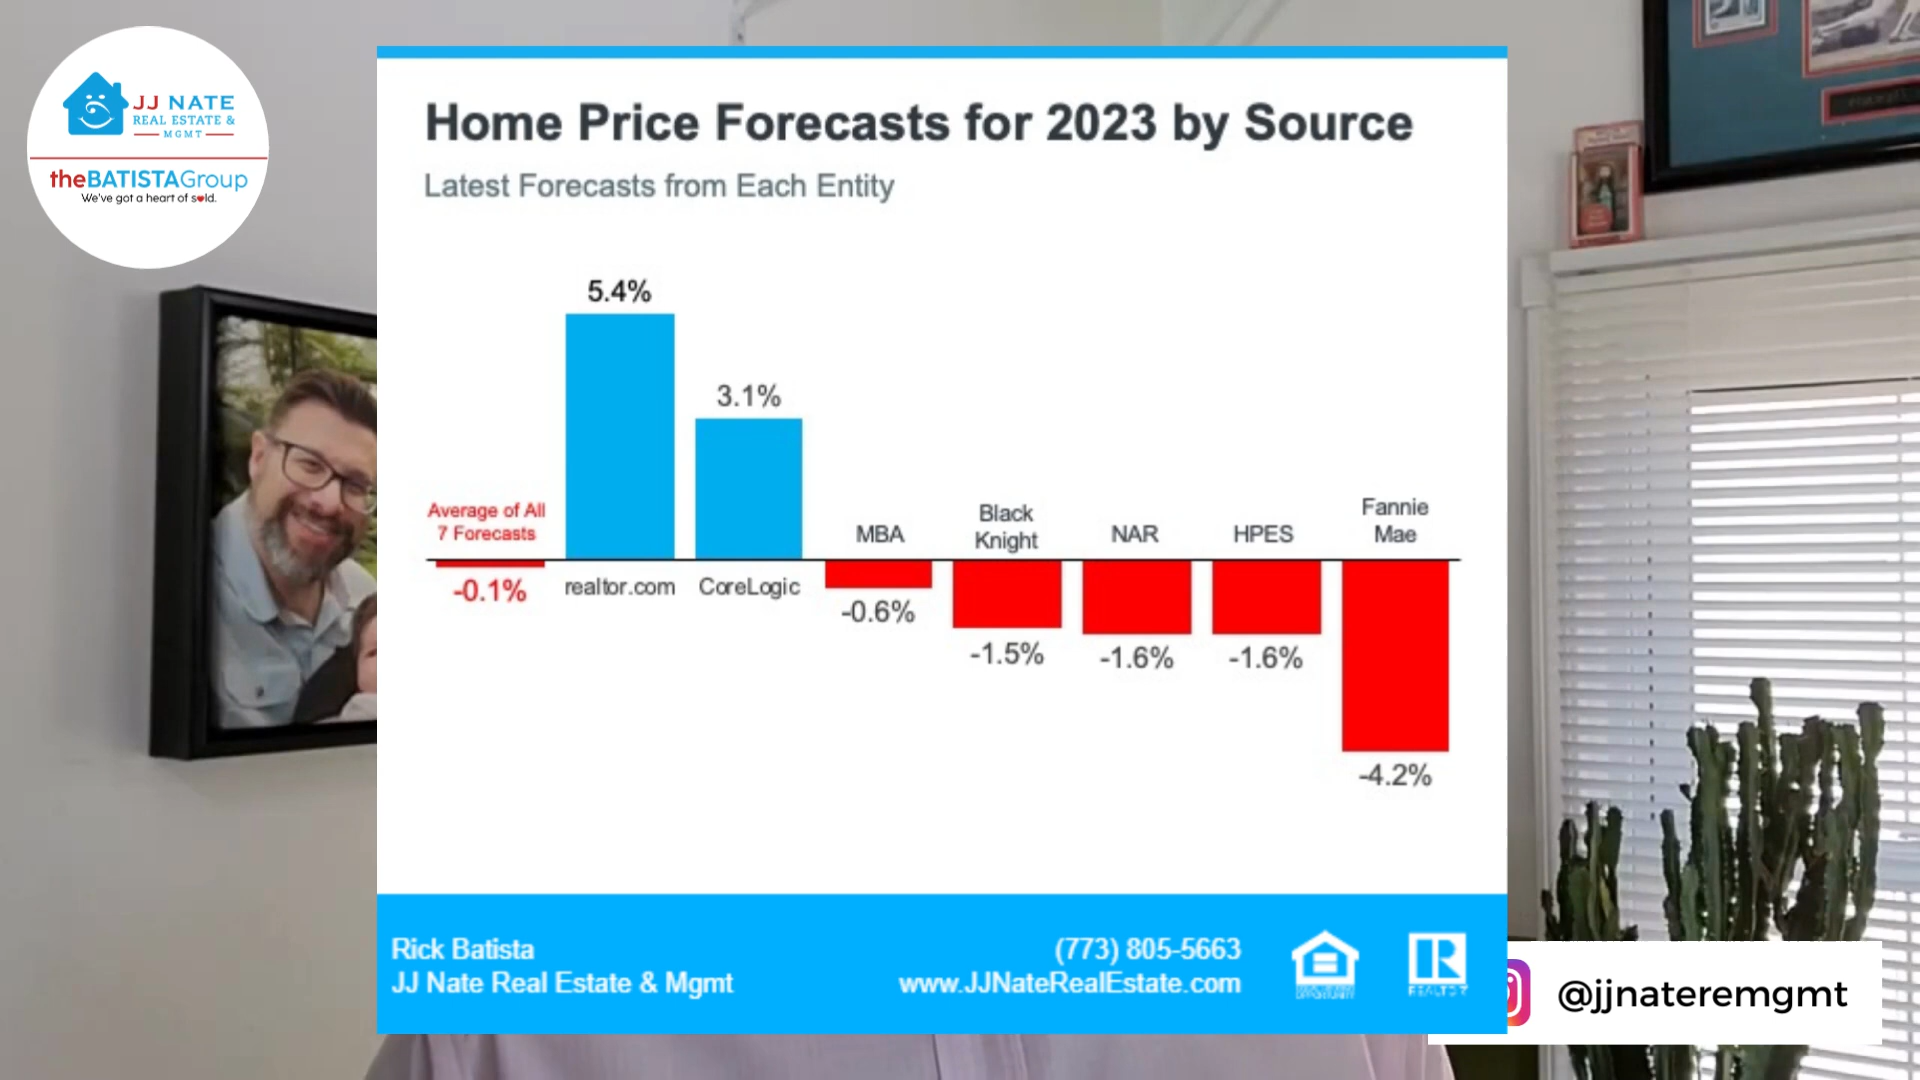 JJ NATE
REAL ESTATE &
MGMT
theBATISTAGroup
We've got a heart of sold.
Home Price Forecasts for 2023 by Source
Latest Forecasts from Each Entity
5.4%
3.1%
Average of All
7 Forecasts
MBA
Black
Knight
NAR
HPES
Fannie
Mae
-0.1%
realtor.com
CoreLogic
-0.6%
-1.5%
-1.6%
-1.6%
-4.2%
Rick Batista
JJ Nate Real Estate & Mgmt
(773) 805-5663
www.JJNateRealEstate.com
REALTOR
@jjnateremgmt